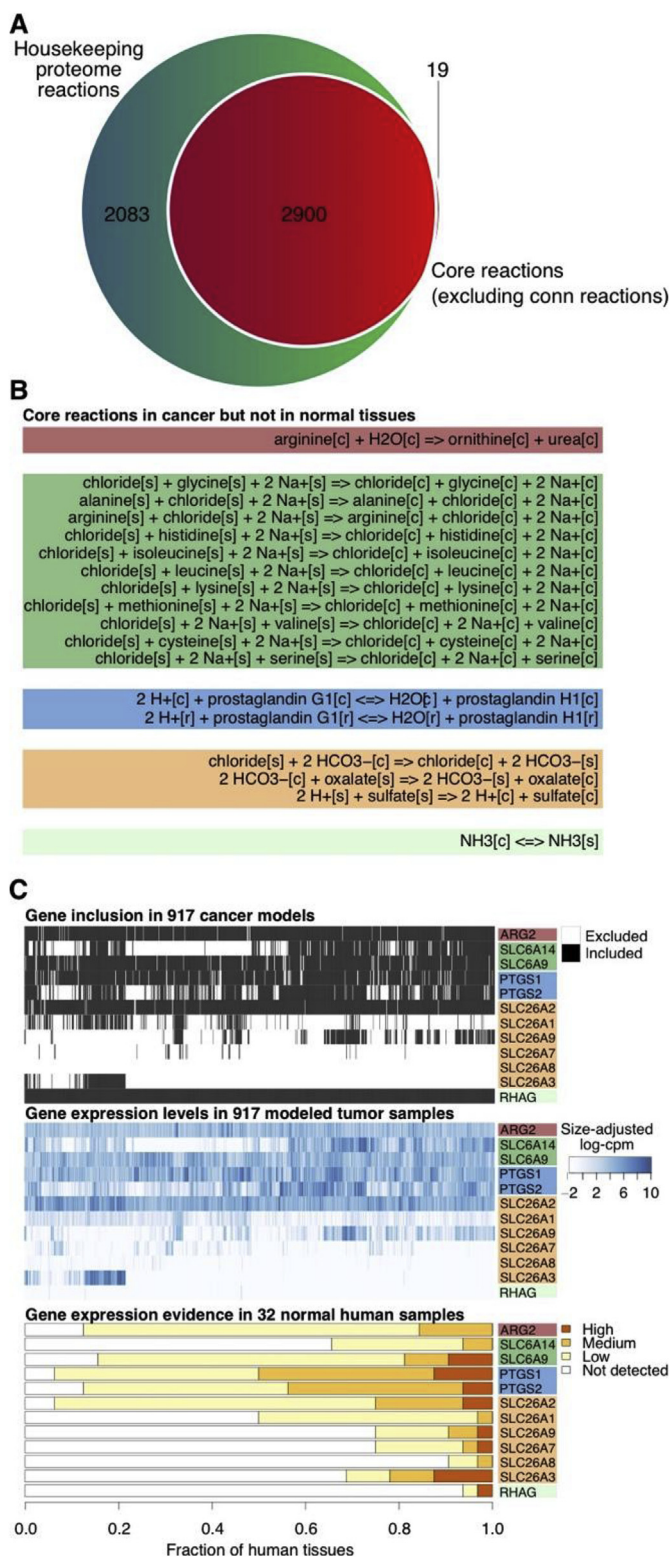 A
Housekeeping
proteome
reactions
19
2083
2900
Core reactions
(excluding conn reactions)
B
Core reactions in cancer but not in normal tissues
arginine[c] + H2O[c] => ornithine[c] + urea[c]
chloride[s] + glycine[s] + 2 Na+[s] => chloride[c] + glycine[c] + 2 Na+[c]
alanine[s] + chloride[s] + 2 Na+[s] => alanine[c] + chloride[c] + 2 Na+[c]
arginine[s] + chloride[s] + 2 Na+[s] => arginine[c] + chloride[c] + 2 Na+[c]
chloride[s] + histidine[s] + 2 Na+[s] => chloride[c] + histidine[c] + 2 Na+[c]
chloride[s] + isoleucine[s] + 2 Na+[s] => chloride[c] + isoleucine[c] + 2 Na+[c]
chloride[s] + leucine[s] + 2 Na+[s] => chloride[c] + leucine[c] + 2 Na+[c]
chloride[s] + lysine[s] + 2 Na+[s] => chloride[c] + lysine[c] + 2 Na+[c]
chloride[s] + methionine[s] + 2 Na+[s] => chloride[c] + methionine[c] + 2 Na+[c]
chloride[s] + 2 Na+[s] + valine[s] => chloride[c] + 2 Na+[c] + valine[c]
chloride[s] + cysteine[s] + 2 Na+[s] => chloride[c] + cysteine[c] + 2 Na+[c]
chloride[s] + 2 Na+[s] + serine[s] => chloride[c] + 2 Na+[c] + serine[c]
2 H+[c] + prostaglandin G1[c] <=> H2O[c] + prostaglandin H1[c]
2 H+[r] + prostaglandin G1[r] <=> H2O[r] + prostaglandin H1[r]
chloride[s] + 2 HCO3−[c] => chloride[c] + 2 HCO3−[s]
2 HCO3−[c] + oxalate[s] => 2 HCO3−[s] + oxalate[c]
2 H+[s] + sulfate[s] => 2 H+[c] + sulfate[c]
NH3[c] <=> NH3[s]
C
Gene inclusion in 917 cancer models
ARG2
SLC6A14
SLC6A9
PTGS1
PTGS2
SLC26A2
SLC26A1
SLC26A9
SLC26A7
SLC26A8
SLC26A3
RHAG
Excluded
Included
Gene expression levels in 917 modeled tumor samples
ARG2
SLC6A14
SLC6A9
PTGS1
PTGS2
SLC26A2
SLC26A1
SLC26A9
SLC26A7
SLC26A8
SLC26A3
RHAG
Size-adjusted
log-cpm
−2 2 6 10
Gene expression evidence in 32 normal human samples
ARG2
SLC6A14
SLC6A9
PTGS1
PTGS2
SLC26A2
SLC26A1
SLC26A9
SLC26A7
SLC26A8
SLC26A3
RHAG
High
Medium
Low
Not detected
0.0 0.2 0.4 0.6 0.8 1.0
Fraction of human tissues